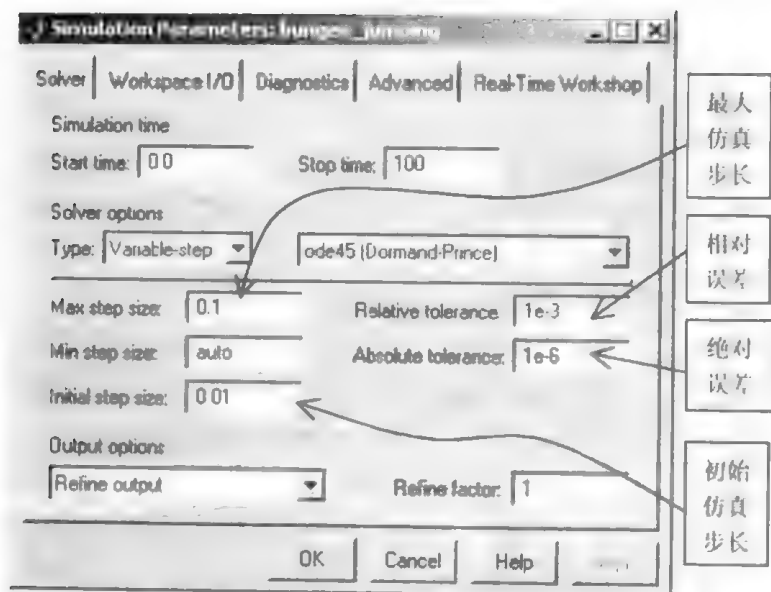 Simulation Parameters: bungee_jumping
Solver Workspace I/O Diagnostics Advanced Real-Time Workshop
Simulation time
Start time: 0.0 Stop time: 100
Solver options
Type: Variable-step ode45 (Dormand-Prince)
Max step size: 0.1 Relative tolerance: 1e-3
Min step size: auto Absolute tolerance: 1e-6
Initial step size: 0.01
Output options
Refine output Refine factor: 1
OK Cancel Help
最大
仿真
步长
相对
误差
绝对
误差
初始
仿真
步长